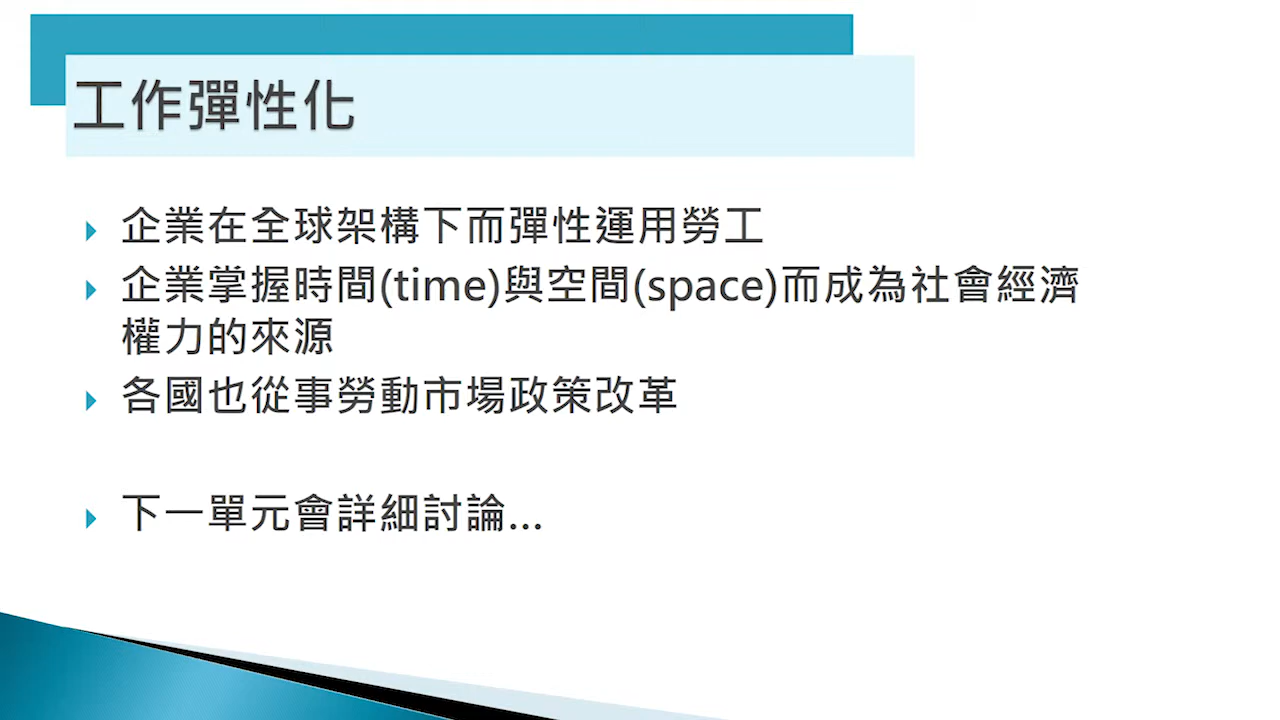 工作彈性化
企業在全球架構下而彈性運用勞工
企業掌握時間(time)與空間(space)而成為社會經濟
權力的來源
各國也從事勞動市場政策改革
下一單元會詳細討論…